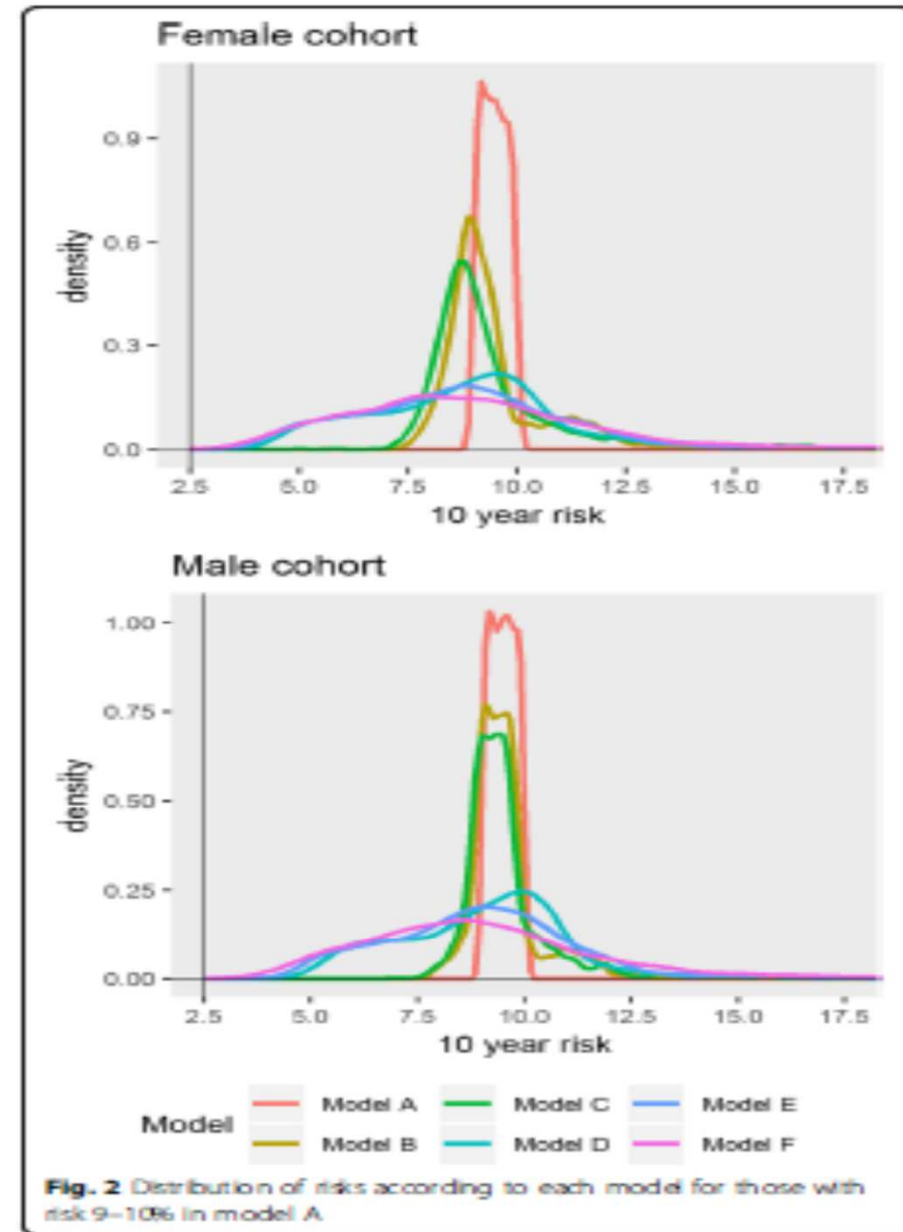 Female cohort
density
0.9
0.6
0.3
0.0
2.5 5.0 7.5 10.0 12.5 15.0 17.5
10 year risk
Male cohort
density
1.00
0.75
0.50
0.25
0.00
2.5 5.0 7.5 10.0 12.5 15.0 17.5
10 year risk
Model
Model A Model C Model E
Model B Model D Model F
Fig. 2 Distribution of risks according to each model for those with
risk 9–10% in model A